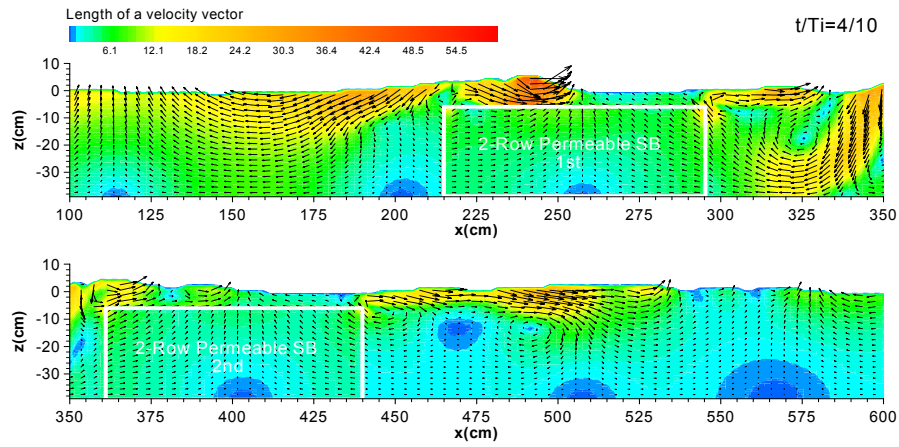 Length of a velocity vector
6.1 12.1 18.2 24.2 30.3 36.4 42.4 48.5 54.5
t/Ti=4/10
10
0
-10
-20
-30
z(cm)
2-Row Permeable SB
1st
100 125 150 175 200 225 250 275 300 325 350
x(cm)
10
0
-10
-20
-30
z(cm)
2-Row Permeable SB
2nd
350 375 400 425 450 475 500 525 550 575 600
x(cm)